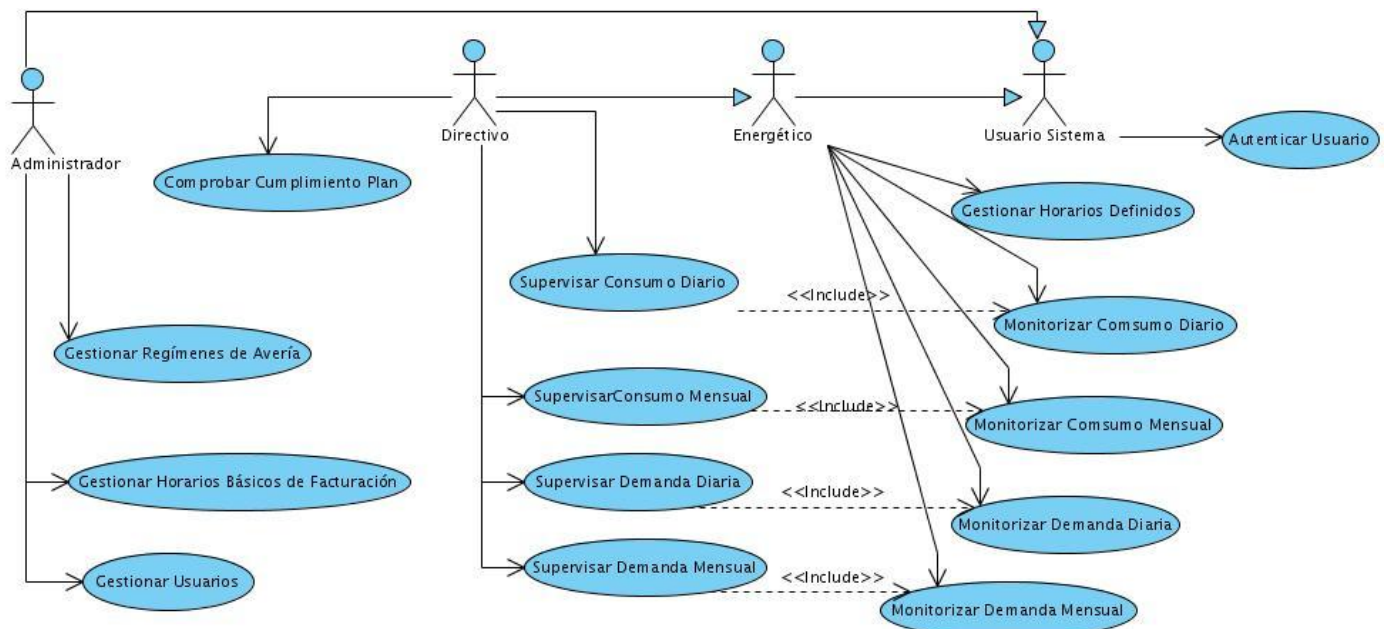 Directivo
Energético
Usuario Sistema
Autenticar Usuario
Administrador
Comprobar Cumplimiento Plan
Gestionar Horarios Definidos
Supervisar Consumo Diario
<<Include>>
Monitorizar Comsumo Diario
Gestionar Regímenes de Avería
SupervisarConsumo Mensual
<<Include>>
Monitorizar Comsumo Mensual
Gestionar Horarios Básicos de Facturación
Supervisar Demanda Diaria
<<Include>>
Monitorizar Demanda Diaria
Gestionar Usuarios
Supervisar Demanda Mensual
<<Include>>
Monitorizar Demanda Mensual